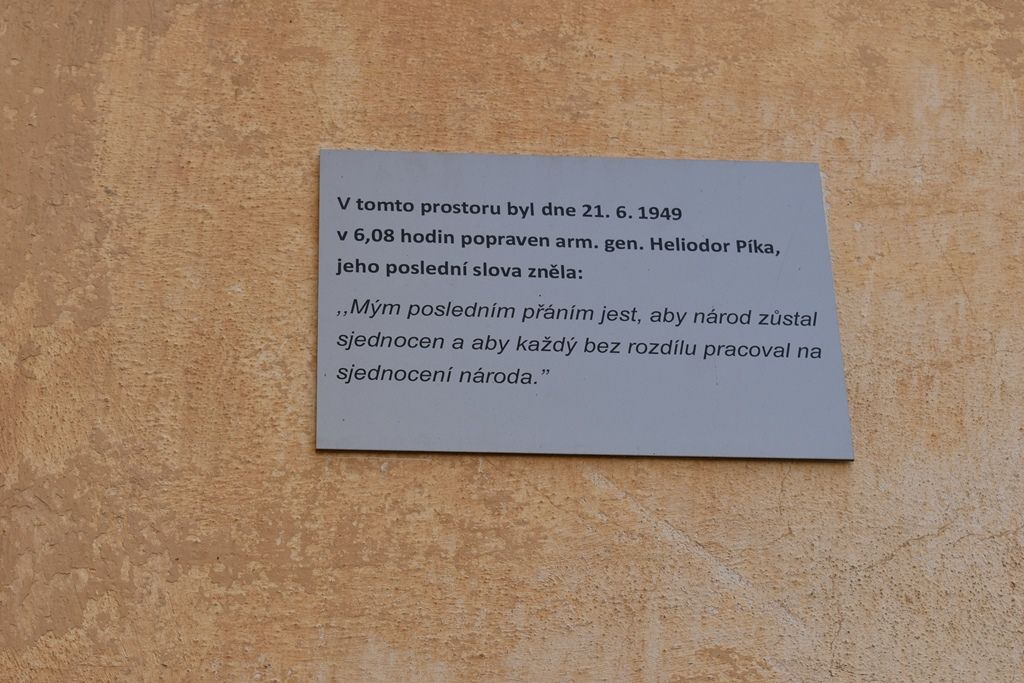 V tomto prostoru byl dne 21. 6. 1949
v 6,08 hodin popraven arm. gen. Heliodor Píka,
jeho poslední slova zněla:
,,Mým posledním přáním jest, aby národ zůstal
sjednocen a aby každý bez rozdílu pracoval na
sjednocení národa.”